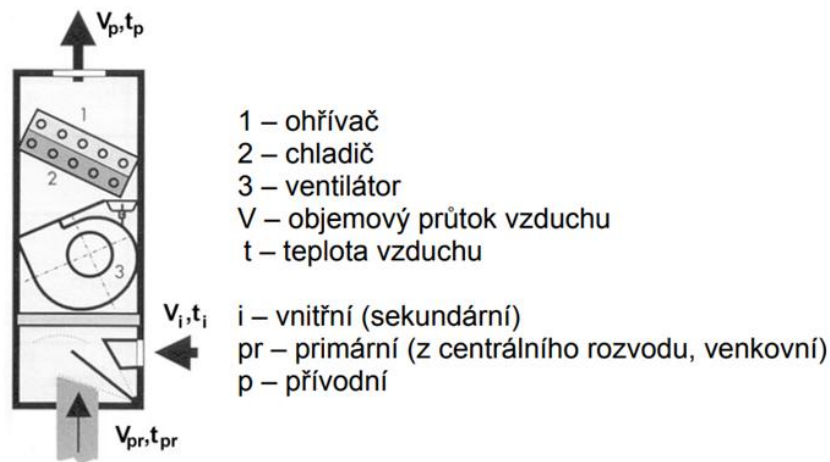 Vp,tp
1
2
3
Vi,ti
Vpr,tpr
1 – ohřívač
2 – chladič
3 – ventilátor
V – objemový průtok vzduchu
t – teplota vzduchu
i – vnitřní (sekundární)
pr – primární (z centrálního rozvodu, venkovní)
p – přívodní